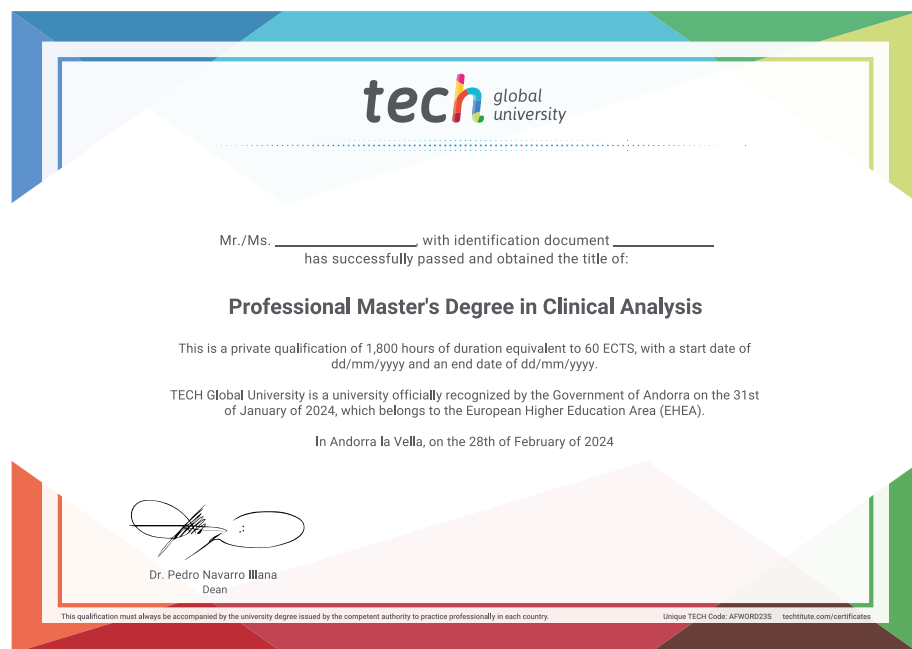 tech global
university
Mr./Ms. ____________, with identification document ____________
has successfully passed and obtained the title of:
Professional Master's Degree in Clinical Analysis
This is a private qualification of 1,800 hours of duration equivalent to 60 ECTS, with a start date of
dd/mm/yyyy and an end date of dd/mm/yyyy.
TECH Global University is a university officially recognized by the Government of Andorra on the 31st
of January of 2024, which belongs to the European Higher Education Area (EHEA).
In Andorra la Vella, on the 28th of February of 2024
Dr. Pedro Navarro Illana
Dean
This qualification must always be accompanied by the university degree issued by the competent authority to practice professionally in each country.
Unique TECH Code: AFWORD23S techtitute.com/certificates